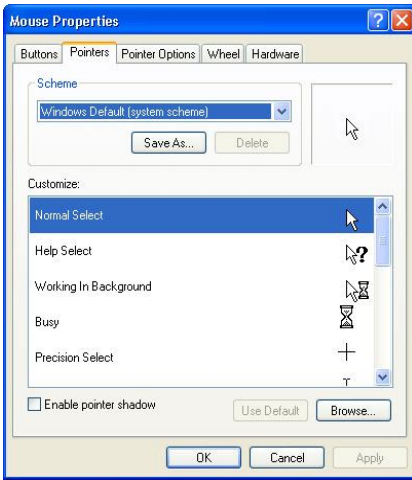 Mouse Properties
Buttons Pointers Pointer Options Wheel Hardware
Scheme
Windows Default (system scheme)
Save As... Delete
Customize:
Normal Select
Help Select
Working In Background
Busy
Precision Select
Enable pointer shadow
Use Default Browse...
OK Cancel Apply